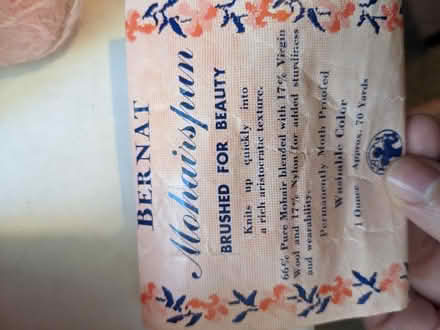 BERNAT
Mohairspun
BRUSHED FOR BEAUTY
Knits up quickly into
a rich aristocratic texture.
66% Pure Mohair blended with 17% Virgin
Wool and 17% Nylon for added sturdiness
and wearability.
Permanently Moth Proofed
Washable Color
1 Ounce Approx. 70 Yards